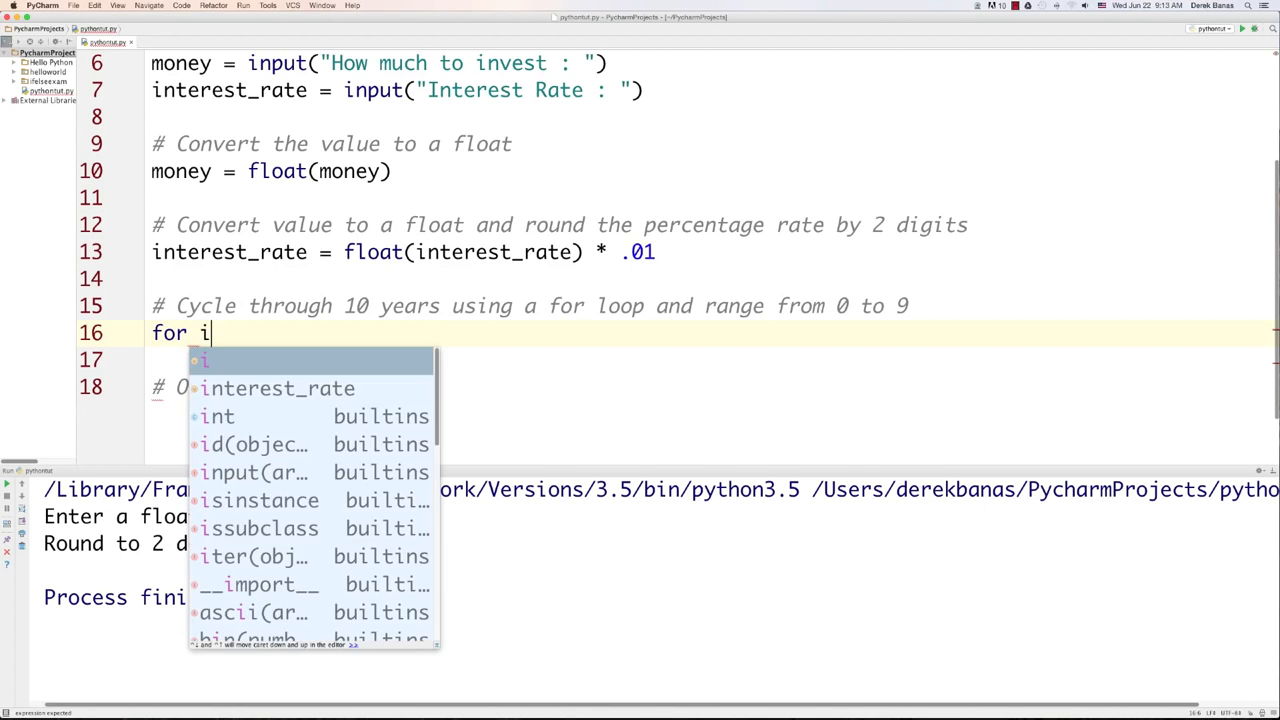 PyCharm File Edit View Navigate Code Refactor Run Tools VCS Window Help 10 Wed Jun 22 9:13 AM Derek Banas
pythontut.py - PycharmProjects - [~/PycharmProjects]
PycharmProjects pythontut.py pythontut
pythontut.py
PycharmProject
Hello Python
helloworld
ifelseexam
pythontut.py
External Librarie
6 money = input("How much to invest : ")
7 interest_rate = input("Interest Rate : ")
8
9 # Convert the value to a float
10 money = float(money)
11
12 # Convert value to a float and round the percentage rate by 2 digits
13 interest_rate = float(interest_rate) * .01
14
15 # Cycle through 10 years using a for loop and range from 0 to 9
16 for i
17
18 # O
i
interest_rate
int builtins
id(objec… builtins
input(ar… builtins
isinstance builti…
issubclass builti…
iter(obj… builtins
__import__ builti…
ascii(ar… builtins
bin(numb… builtins
^↓ and ^↑ will move caret down and up in the editor >>
Run pythontut
/Library/Fra ork/Versions/3.5/bin/python3.5 /Users/derekbanas/PycharmProjects/pytho
Enter a floa
Round to 2 d
Process fini
expression expected 16:6 LF≑ UTF-8≑